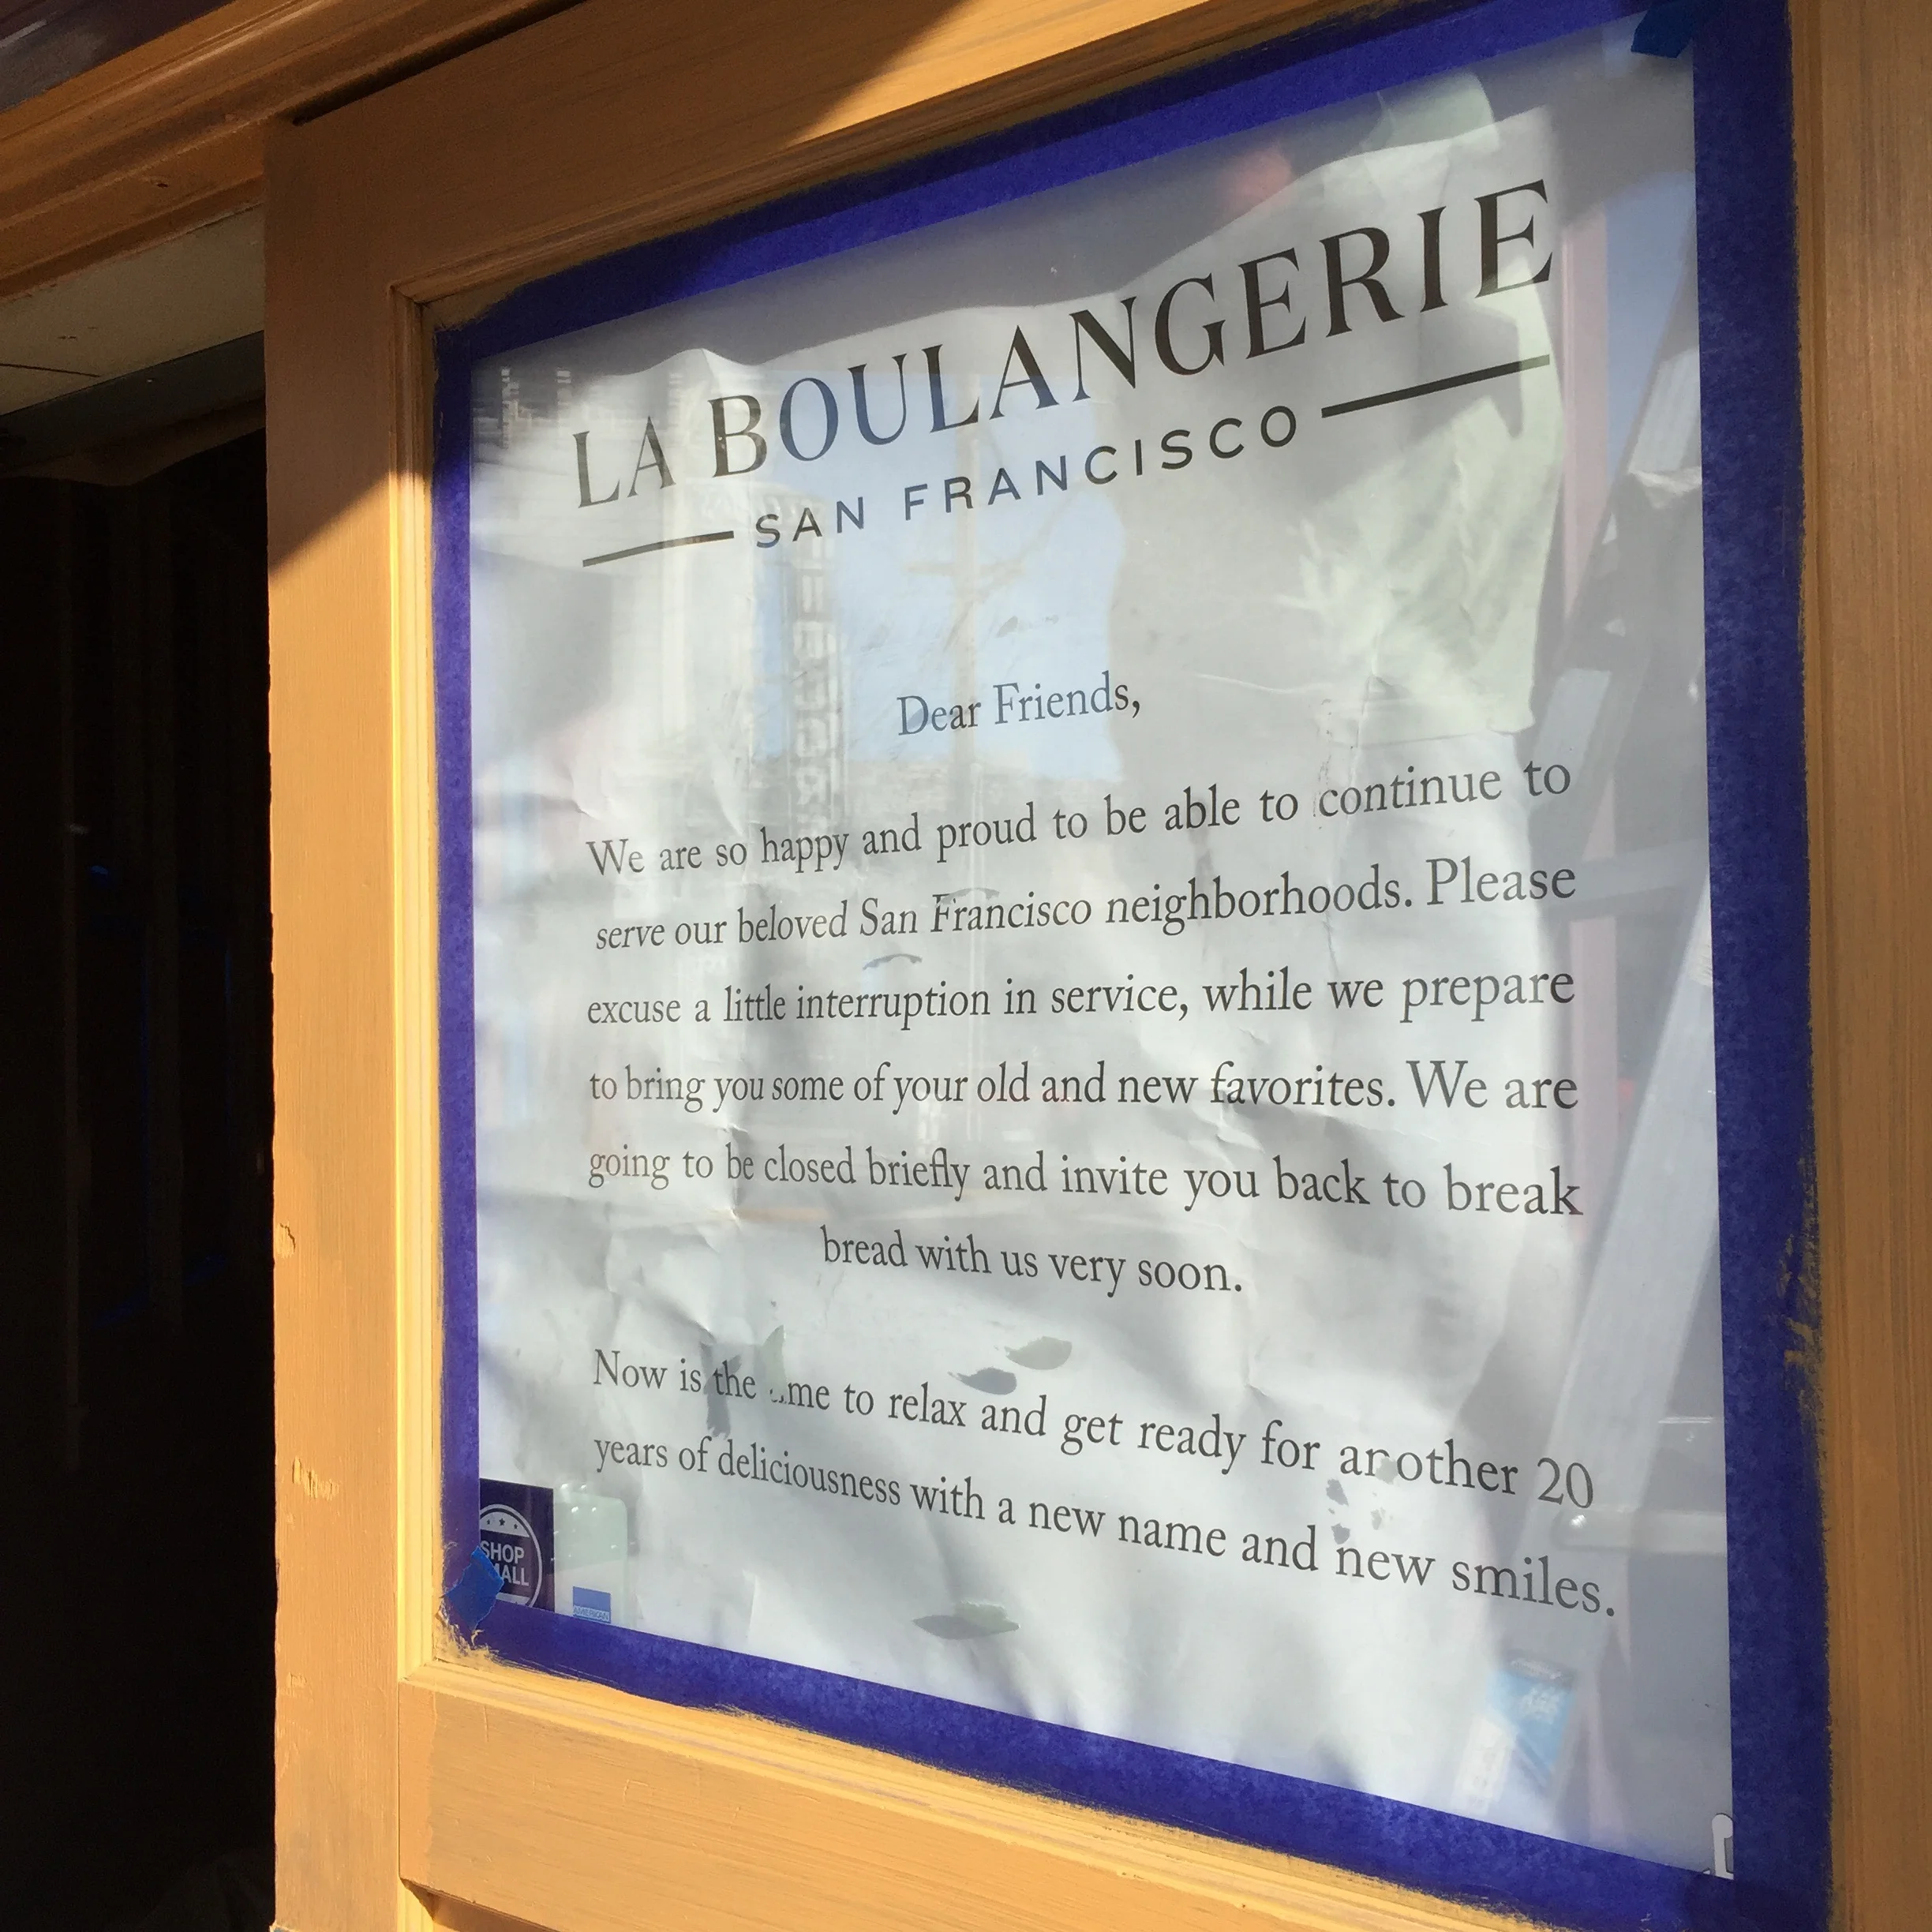 LA BOULANGERIE
SAN FRANCISCO
Dear Friends,
We are so happy and proud to be able to continue to
serve our beloved San Francisco neighborhoods. Please
excuse a little interruption in service, while we prepare
to bring you some of your old and new favorites. We are
going to be closed briefly and invite you back to break
bread with us very soon.
Now is the to relax and get ready for another 20
years of deliciousness with a new name and new smiles.
SHOP
AMERICAN